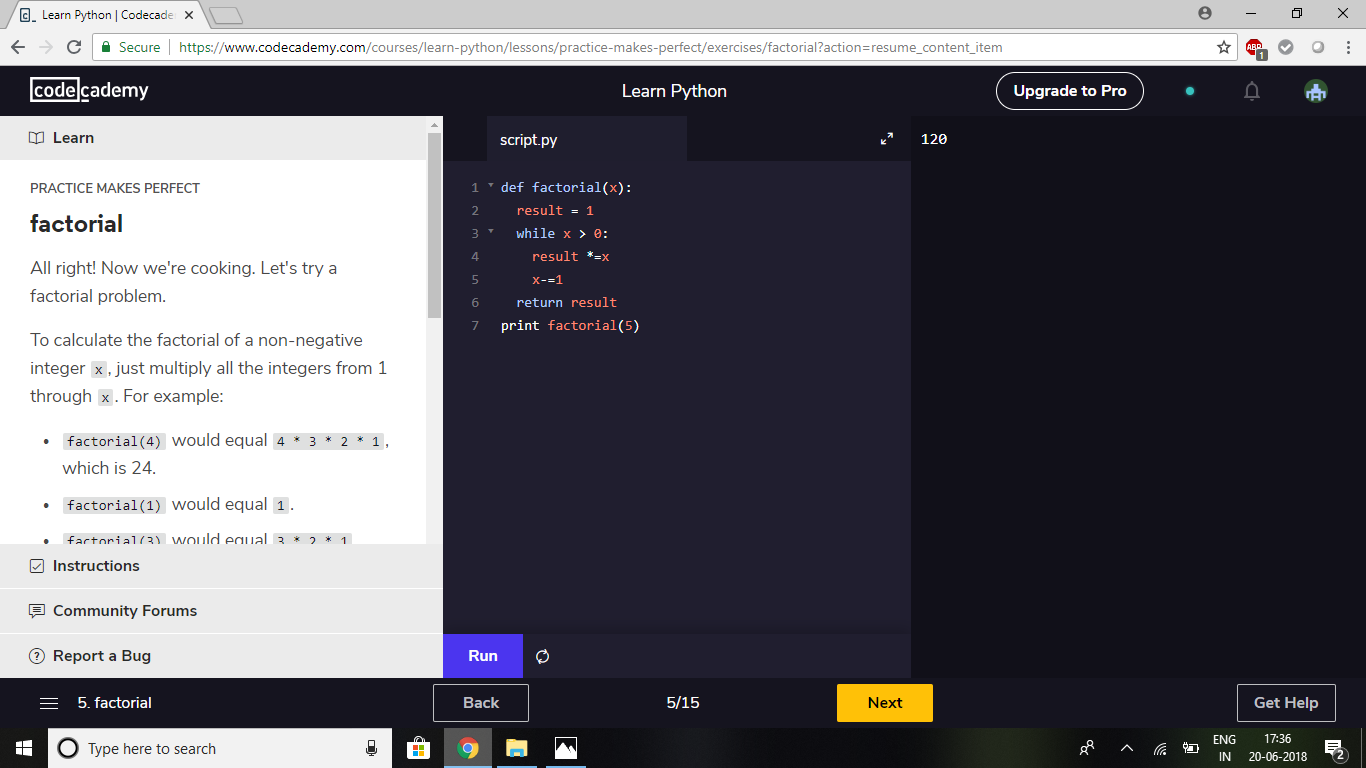 Learn Python | Codecade
Secure
https://www.codecademy.com/courses/learn-python/lessons/practice-makes-perfect/exercises/factorial?action=resume_content_item
ABP
1
codecademy
Learn Python
Upgrade to Pro
Learn
PRACTICE MAKES PERFECT
factorial
All right! Now we're cooking. Let's try a
factorial problem.
To calculate the factorial of a non-negative
integer x, just multiply all the integers from 1
through x. For example:
• factorial(4) would equal 4 * 3 * 2 * 1,
which is 24.
• factorial(1) would equal 1.
• factorial(3) would equal 3 * 2 * 1
Instructions
Community Forums
Report a Bug
script.py
1 def factorial(x):
2 result = 1
3 while x > 0:
4 result *=x
5 x-=1
6 return result
7 print factorial(5)
Run
120
5. factorial
Back
5/15
Next
Get Help
Type here to search
ENG
IN
17:36
20-06-2018
2